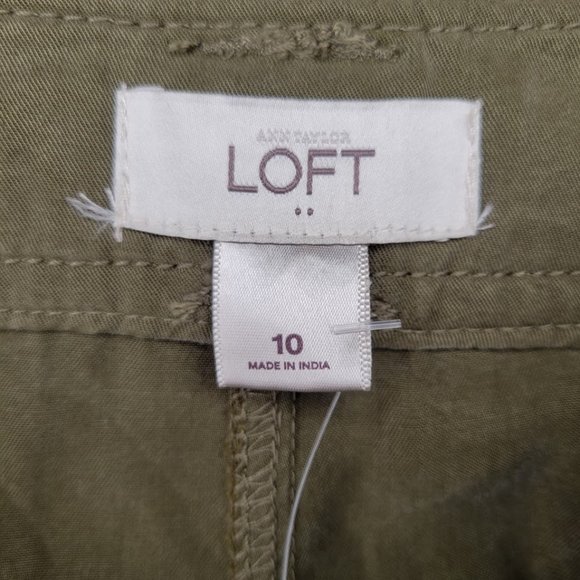 ANN TAYLOR
LOFT
10
MADE IN INDIA